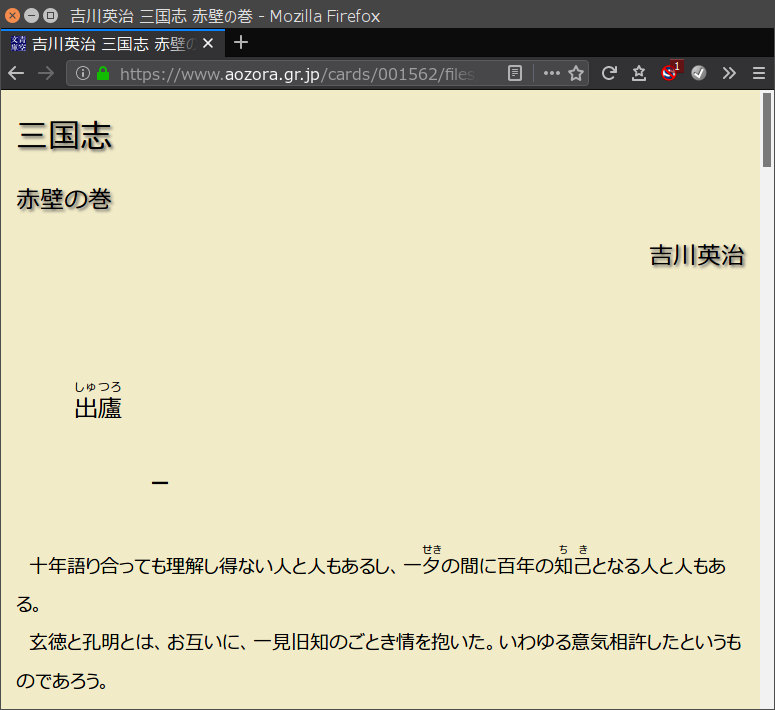 吉川英治 三国志 赤壁の巻 - Mozilla Firefox
吉川英治 三国志 赤壁の
https://www.aozora.gr.jp/cards/001562/files
1
三国志
赤壁の巻
吉川英治
しゅつろ
出廬
一
せき ち き
十年語り合っても理解し得ない人と人もあるし、一夕の間に百年の知己となる人と人もあ
る。
玄徳と孔明とは、お互いに、一見旧知のごとき情を抱いた。いわゆる意気相許したというも
のであろう。